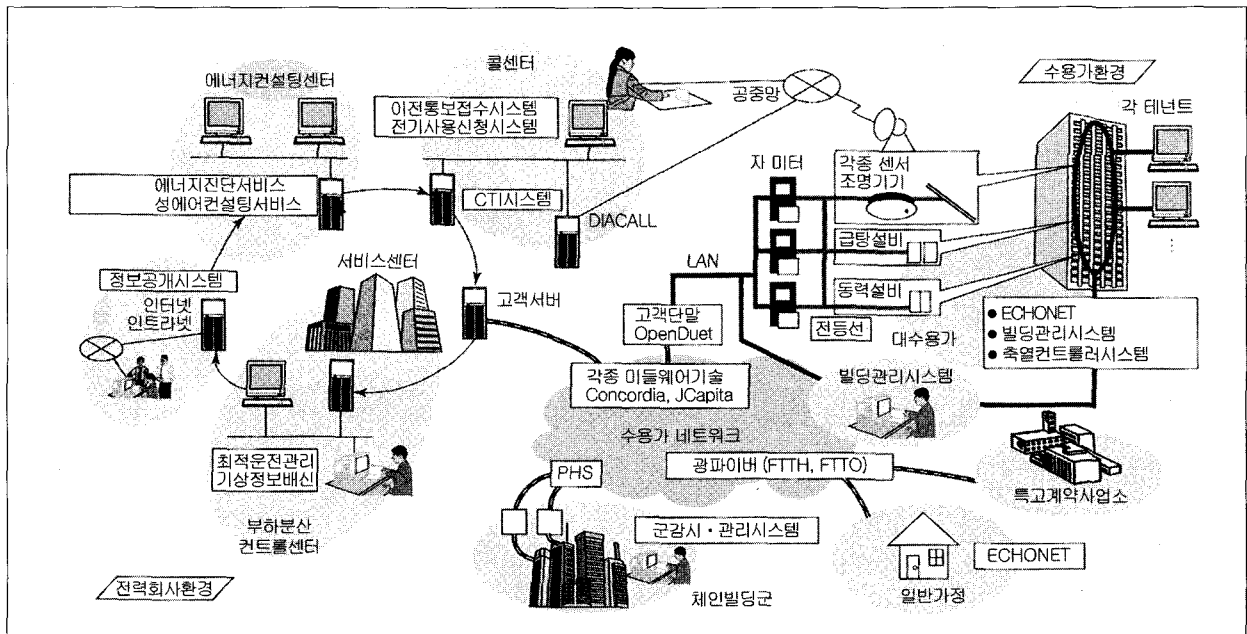 에너지컨설팅센터
콜센터
이전통보접수시스템
전기사용신청시스템
공중망
수용가환경
각 테넌트
에너지진단서비스
성에어컨설팅서비스
CTI시스템
DIACALL
자 미터
각종 센서
조명기기
급탕설비
동력설비
전등선
대수용가
LAN
정보공개시스템
인터넷
인트라넷
서비스센터
고객서버
고객단말
OpenDuet
● ECHONET
● 빌딩관리시스템
● 축열컨트롤러시스템
각종 미들웨어기술
Concordia, JCapita
빌딩관리시스템
수용가 네트워크
최적운전관리
기상정보배신
부하분산
컨트롤센터
PHS
광파이버 (FTTH, FTTO)
특고계약사업소
군감시 · 관리시스템
ECHONET
전력회사환경
체인빌딩군
일반가정